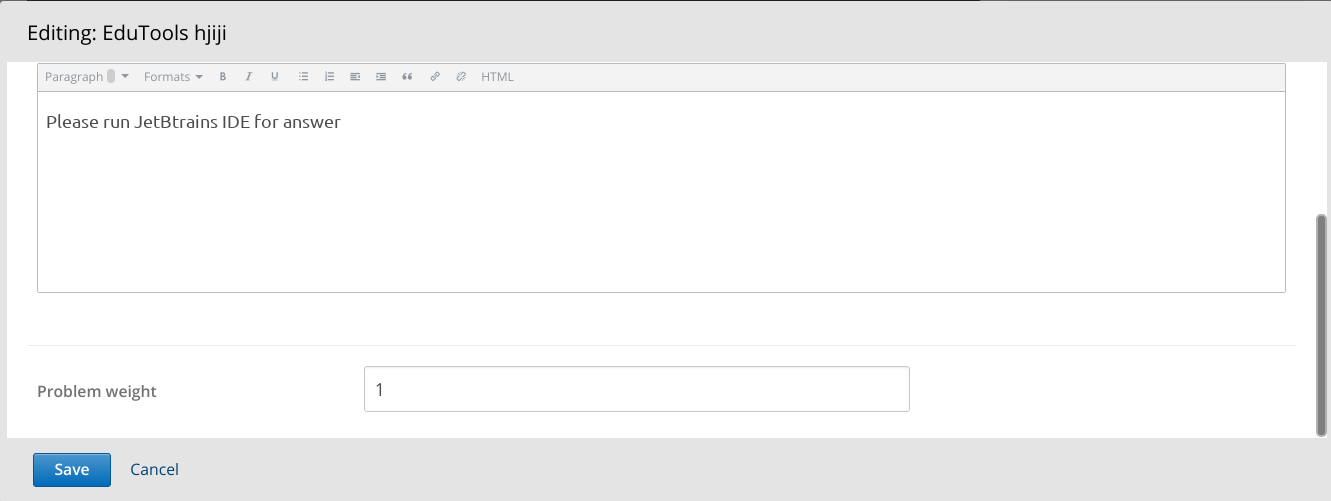 Editing: EduTools hjiji
Paragraph Formats B I U HTML
Please run JetBtrains IDE for answer
Problem weight 1
Save Cancel